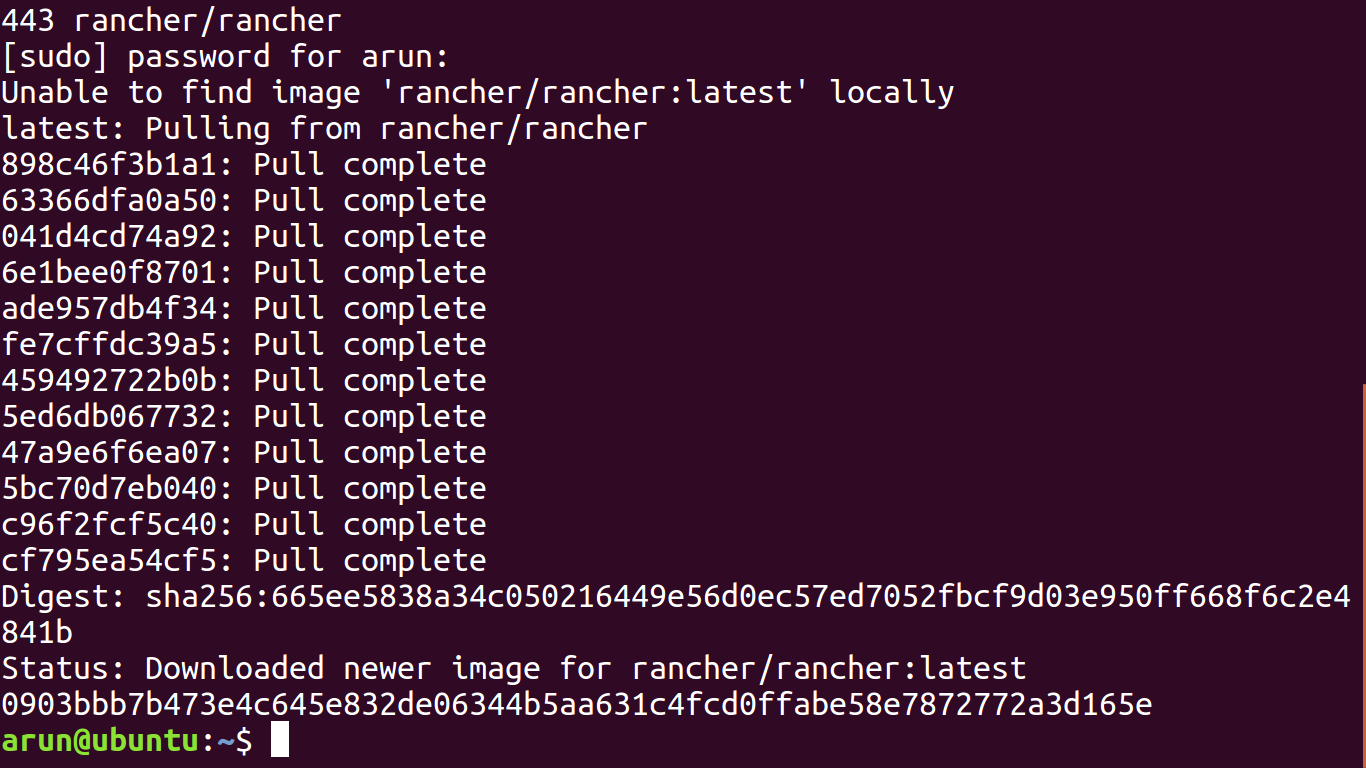 443 rancher/rancher
[sudo] password for arun:
Unable to find image 'rancher/rancher:latest' locally
latest: Pulling from rancher/rancher
898c46f3b1a1: Pull complete
63366dfa0a50: Pull complete
041d4cd74a92: Pull complete
6e1bee0f8701: Pull complete
ade957db4f34: Pull complete
fe7cffdc39a5: Pull complete
459492722b0b: Pull complete
5ed6db067732: Pull complete
47a9e6f6ea07: Pull complete
5bc70d7eb040: Pull complete
c96f2fcf5c40: Pull complete
cf795ea54cf5: Pull complete
Digest: sha256:665ee5838a34c050216449e56d0ec57ed7052fbcf9d03e950ff668f6c2e4
841b
Status: Downloaded newer image for rancher/rancher:latest
0903bbb7b473e4c645e832de06344b5aa631c4fcd0ffabe58e7872772a3d165e
arun@ubuntu:~$